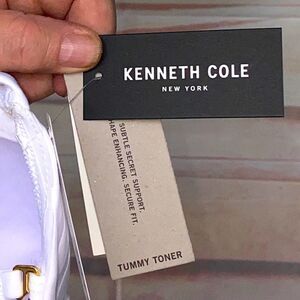 KENNETH COLE
NEW YORK
SUBTLE SECRET SUPPORT.
SHAPE ENHANCING. SECURE FIT.
TUMMY TONER